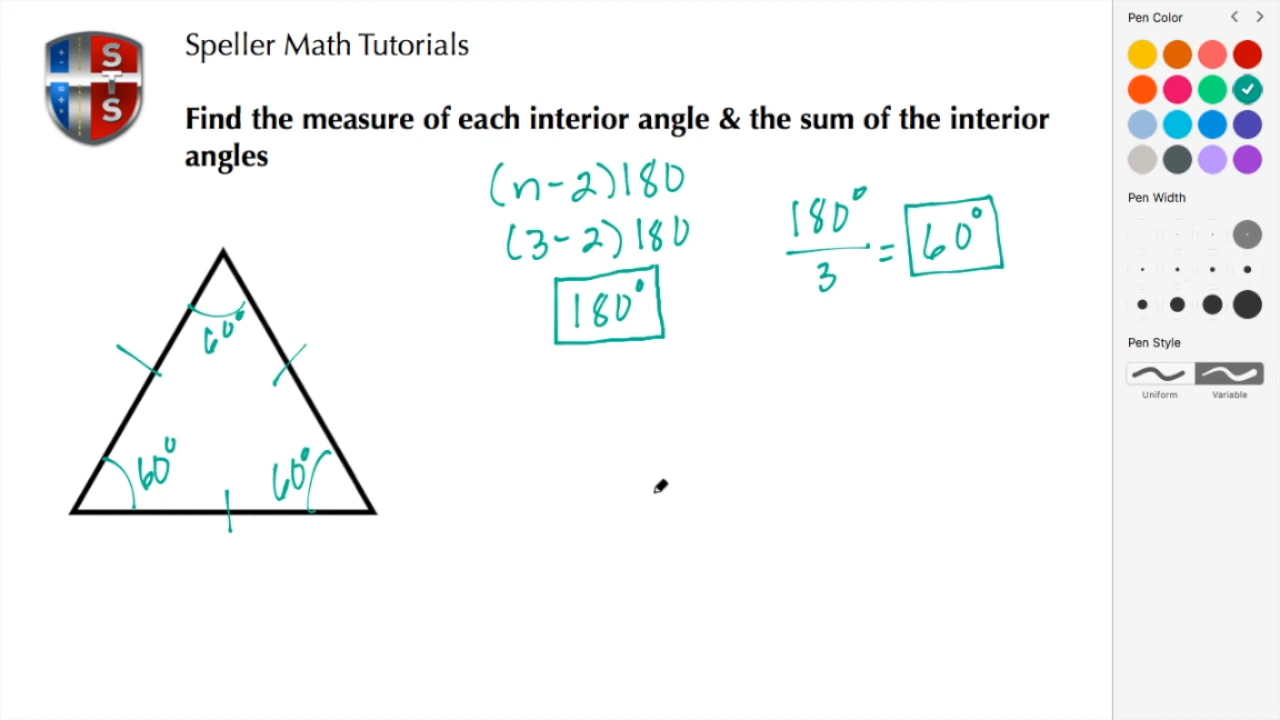 Speller Math Tutorials
Pen Color
S
T
S
Find the measure of each interior angle & the sum of the interior
angles
(n-2)180
(3-2)180
180°
180°
3
= 60°
60°
60°
60°
Pen Width
Pen Style
Uniform
Variable